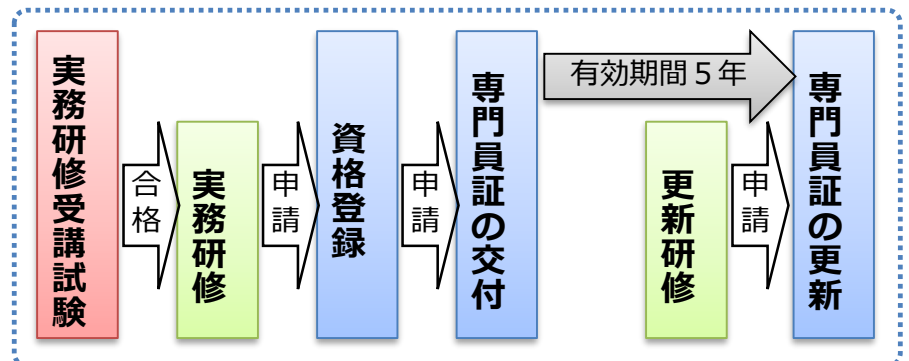 実務研修受講試験
合格
実務研修
申請
資格登録
申請
専門員証の交付
有効期間５年
更新研修
申請
専門員証の更新